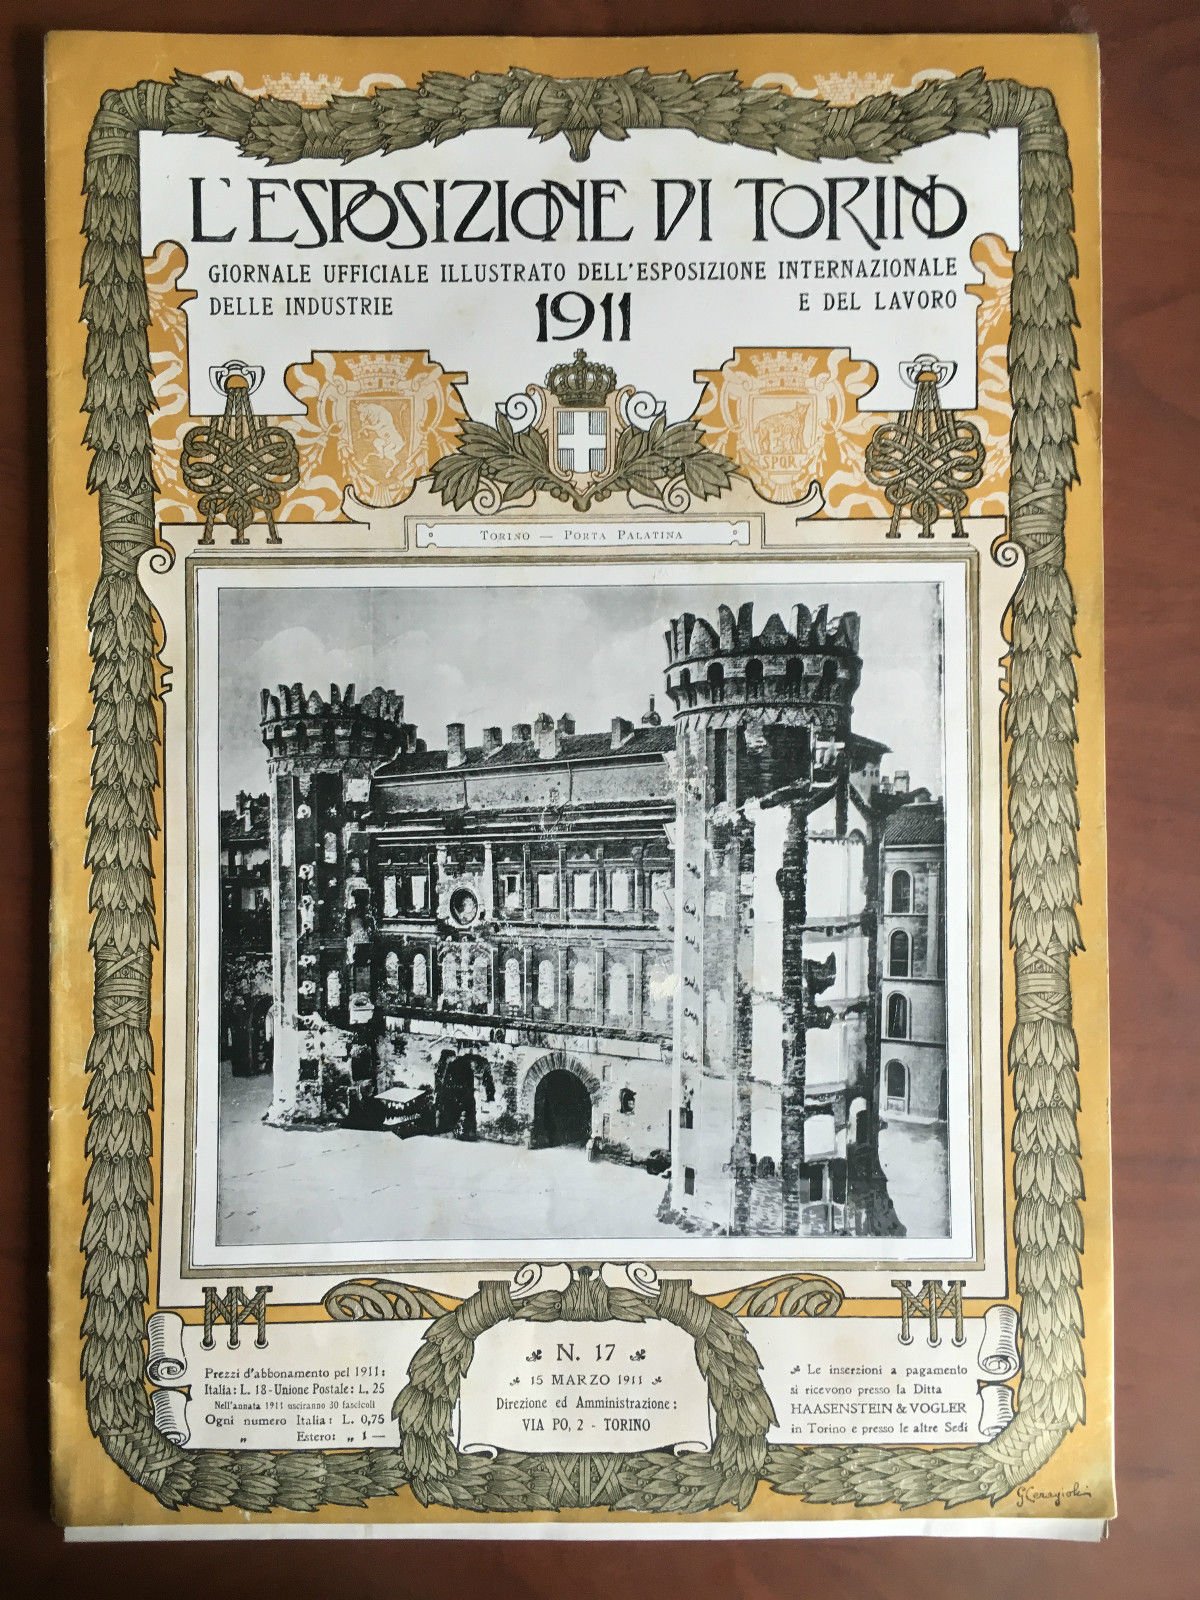 L'ESPOSIZIONE DI TORINO
GIORNALE UFFICIALE ILLUSTRATO DELL'ESPOSIZIONE INTERNAZIONALE
DELLE INDUSTRIE 1911 E DEL LAVORO
SPQR
TORINO — PORTA PALATINA
Prezzi d'abbonamento pel 1911:
Italia: L. 18 - Unione Postale: L. 25
Nell'annata 1911 usciranno 30 fascicoli
Ogni numero Italia: L. 0,75
„ Estero: „ 1 —
N. 17
15 MARZO 1911
Direzione ed Amministrazione:
VIA PO, 2 - TORINO
Le inserzioni a pagamento
si ricevono presso la Ditta
HAASENSTEIN & VOGLER
in Torino e presso le altre Sedi
G Ceragioli